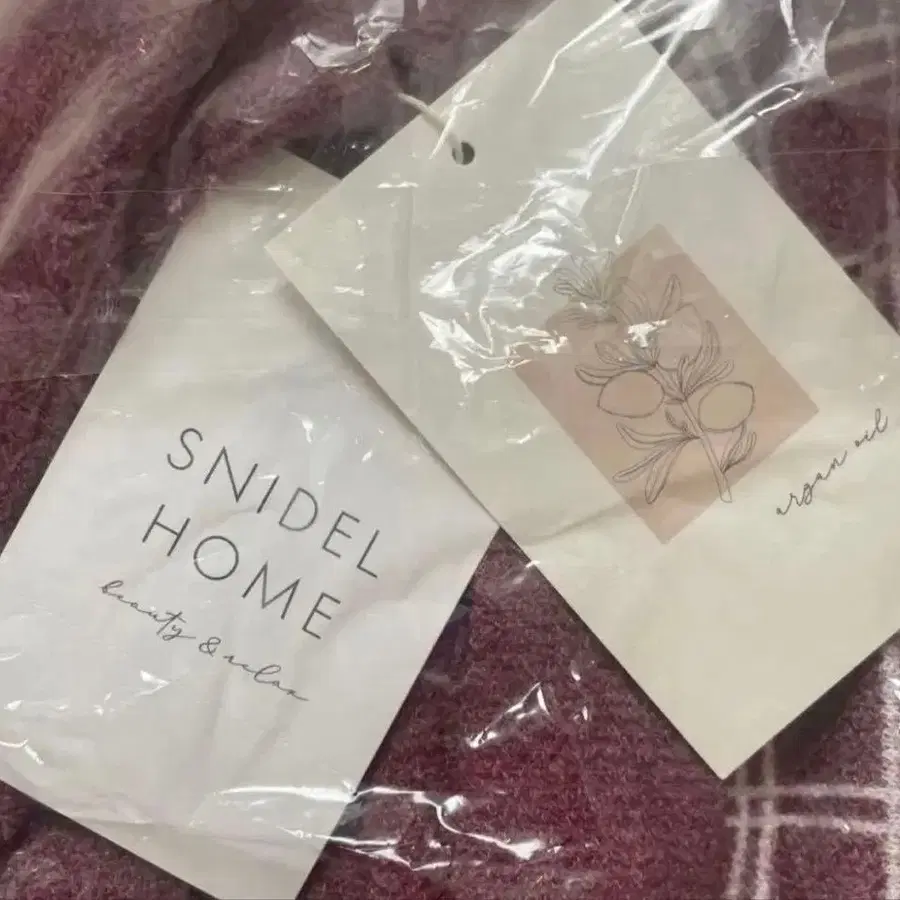 SNIDEL
HOME
beauty & relax
argan oil